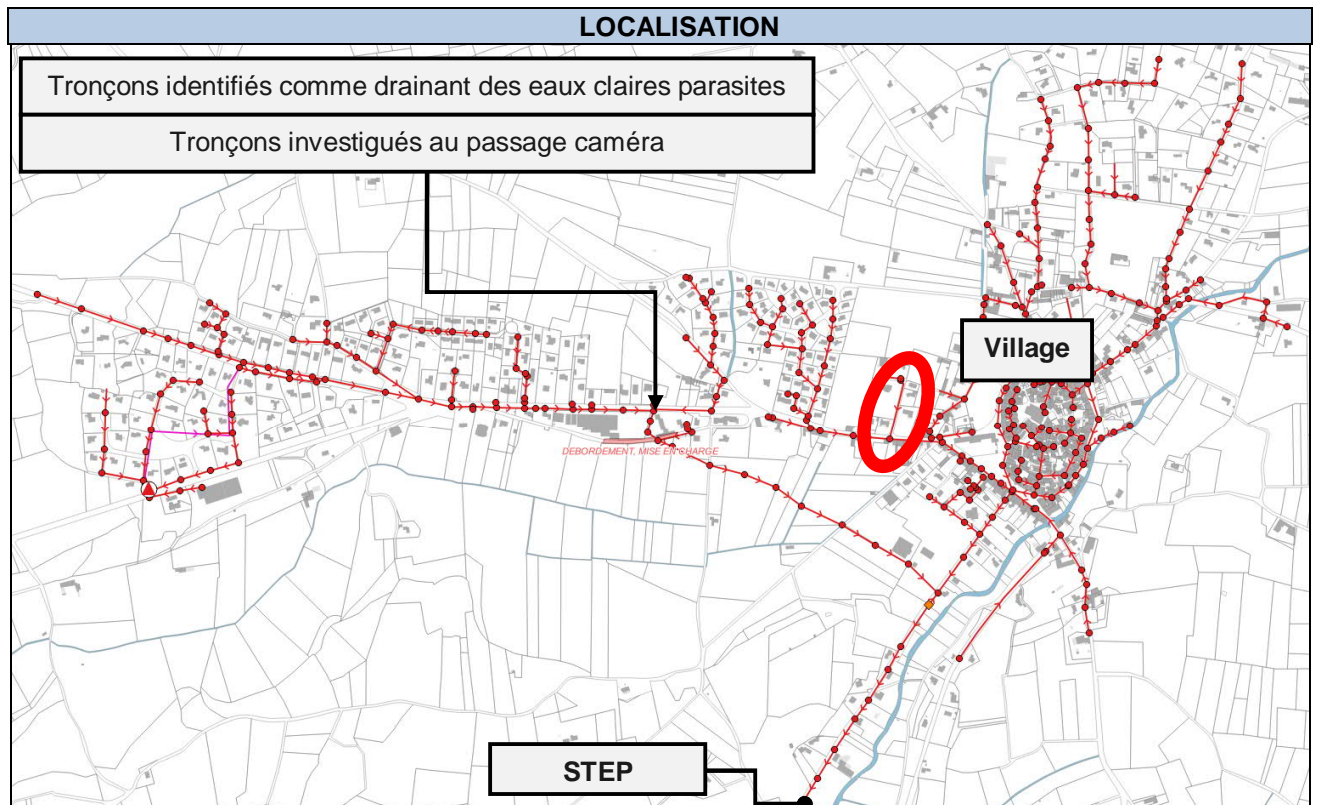 LOCALISATION
Tronçons identifiés comme drainant des eaux claires parasites
Tronçons investigués au passage caméra
Village
DEBORDEMENT, MISE EN CHARGE
STEP